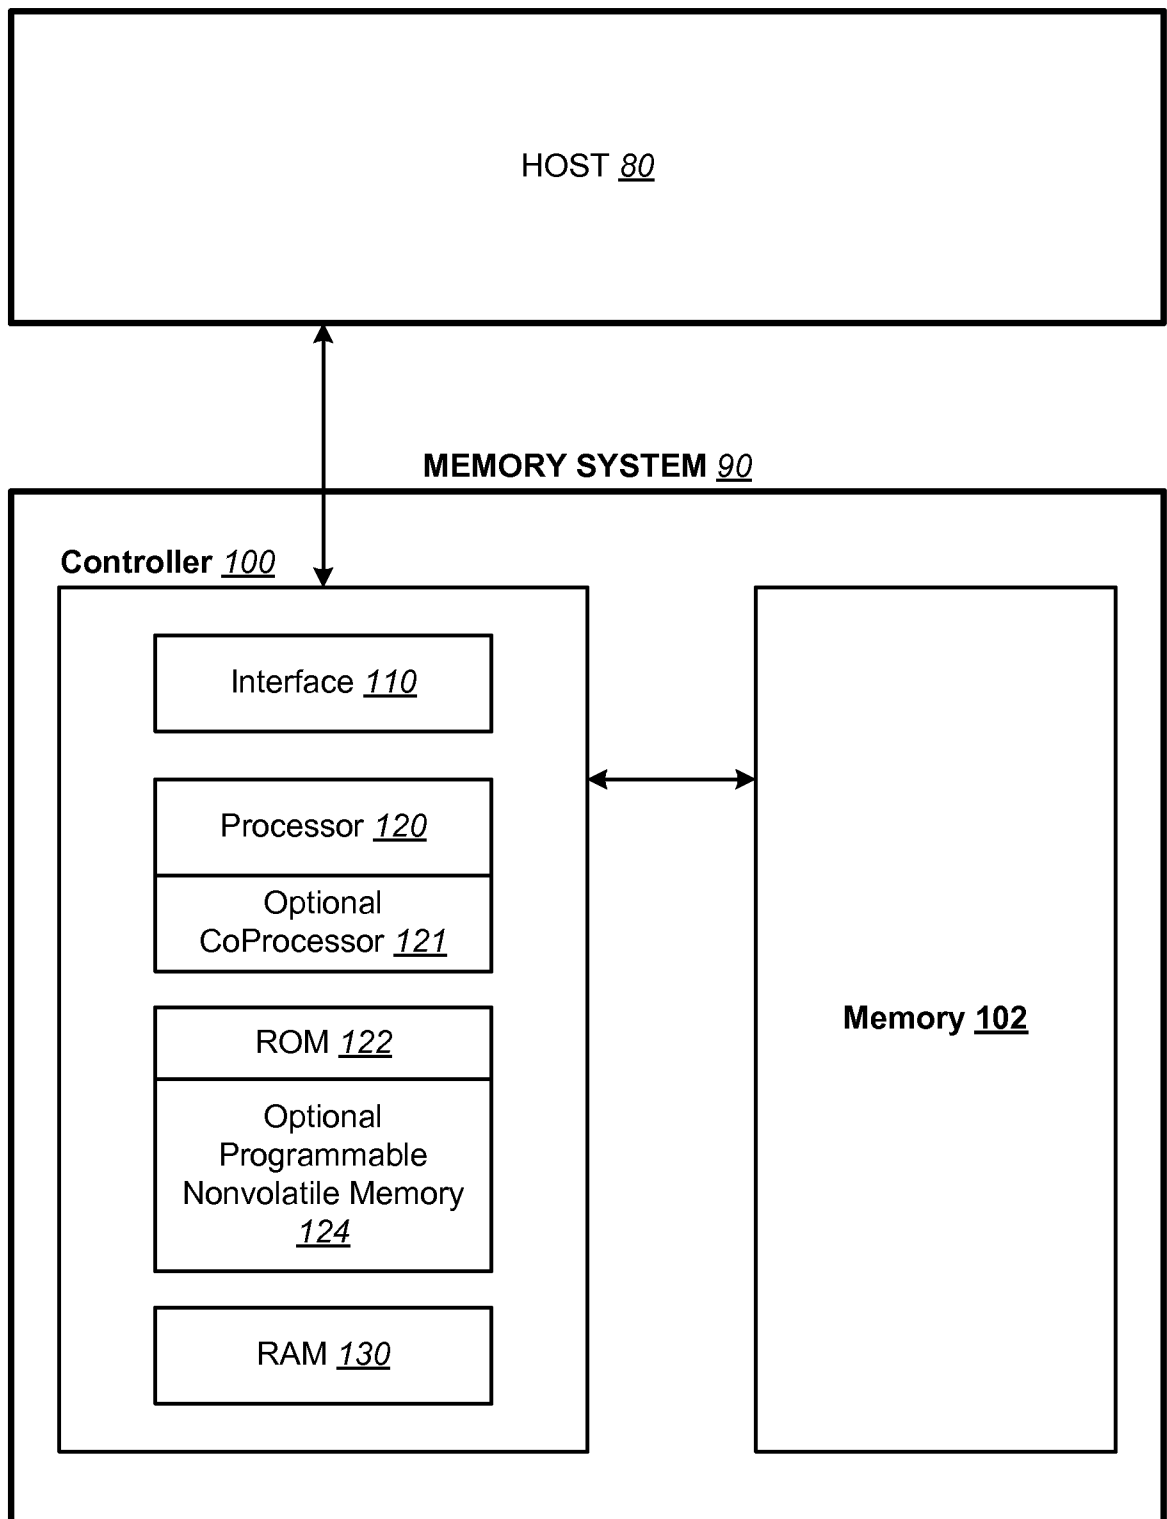 HOST 80
MEMORY SYSTEM 90
Controller 100
Interface 110
Processor 120
Optional
CoProcessor 121
ROM 122
Optional
Programmable
Nonvolatile Memory
124
RAM 130
Memory 102